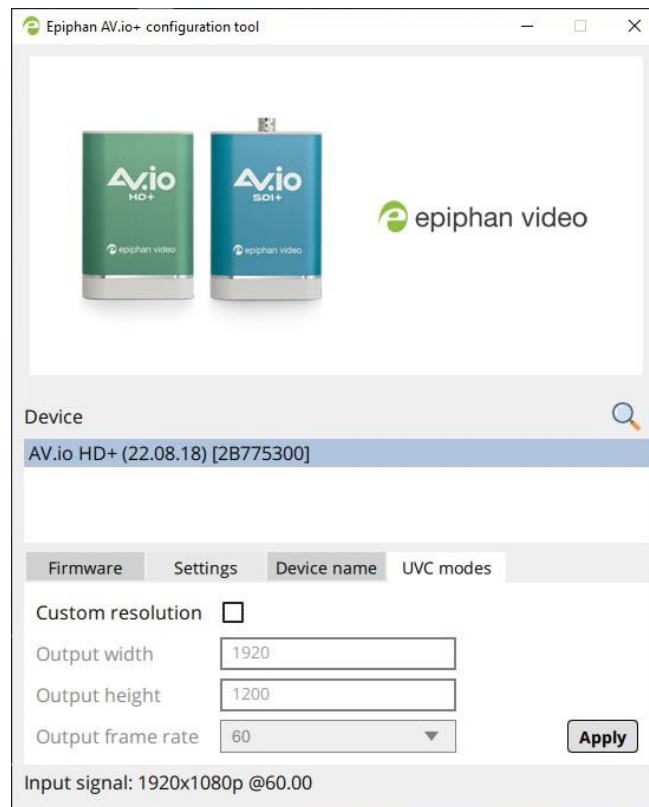 Epiphan AV.io+ configuration tool
AV.io
HD+
epiphan video
AV.io
SDI+
epiphan video
epiphan video
Device
AV.io HD+ (22.08.18) [2B775300]
Firmware Settings Device name UVC modes
Custom resolution
Output width 1920
Output height 1200
Output frame rate 60 Apply
Input signal: 1920x1080p @60.00